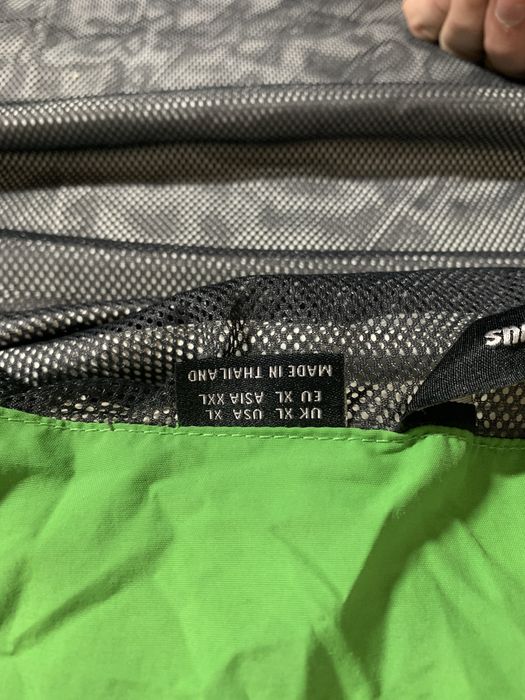 UK XL USA XL
EU XL ASIA XXL
MADE IN THAILAND